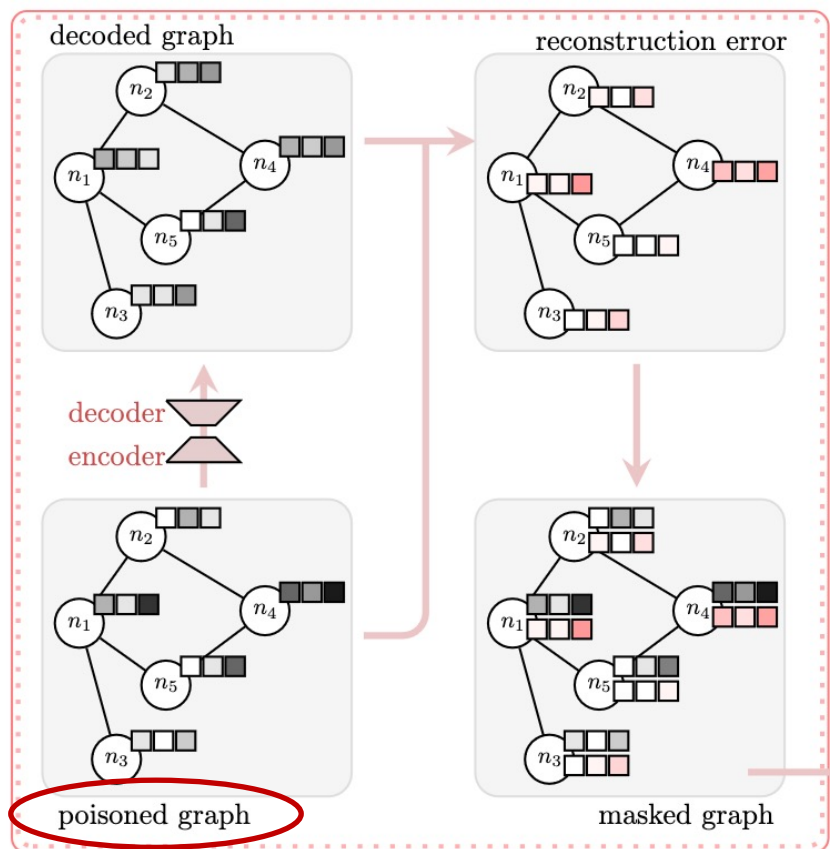 decoded graph
n2
n4
n1
n5
n3
reconstruction error
n2
n4
n1
n5
n3
decoder
encoder
n2
n4
n1
n5
n3
poisoned graph
n2
n4
n1
n5
n3
masked graph